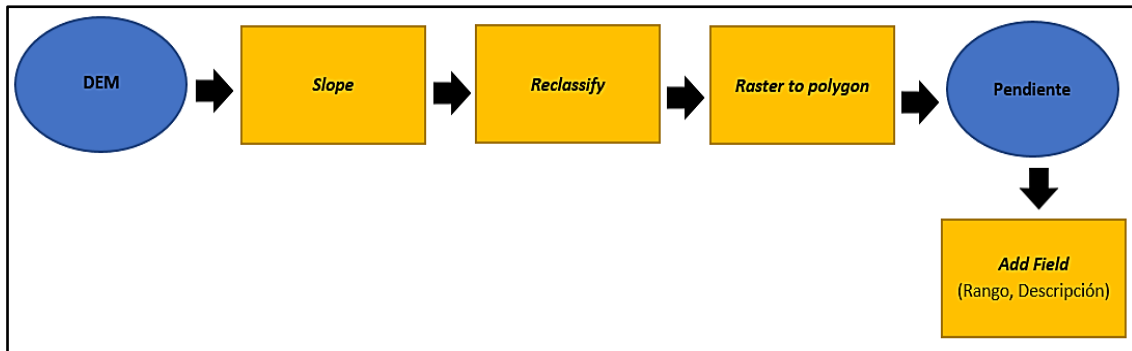 DEM
Slope
Reclassify
Raster to polygon
Pendiente
Add Field
(Rango, Descripción)